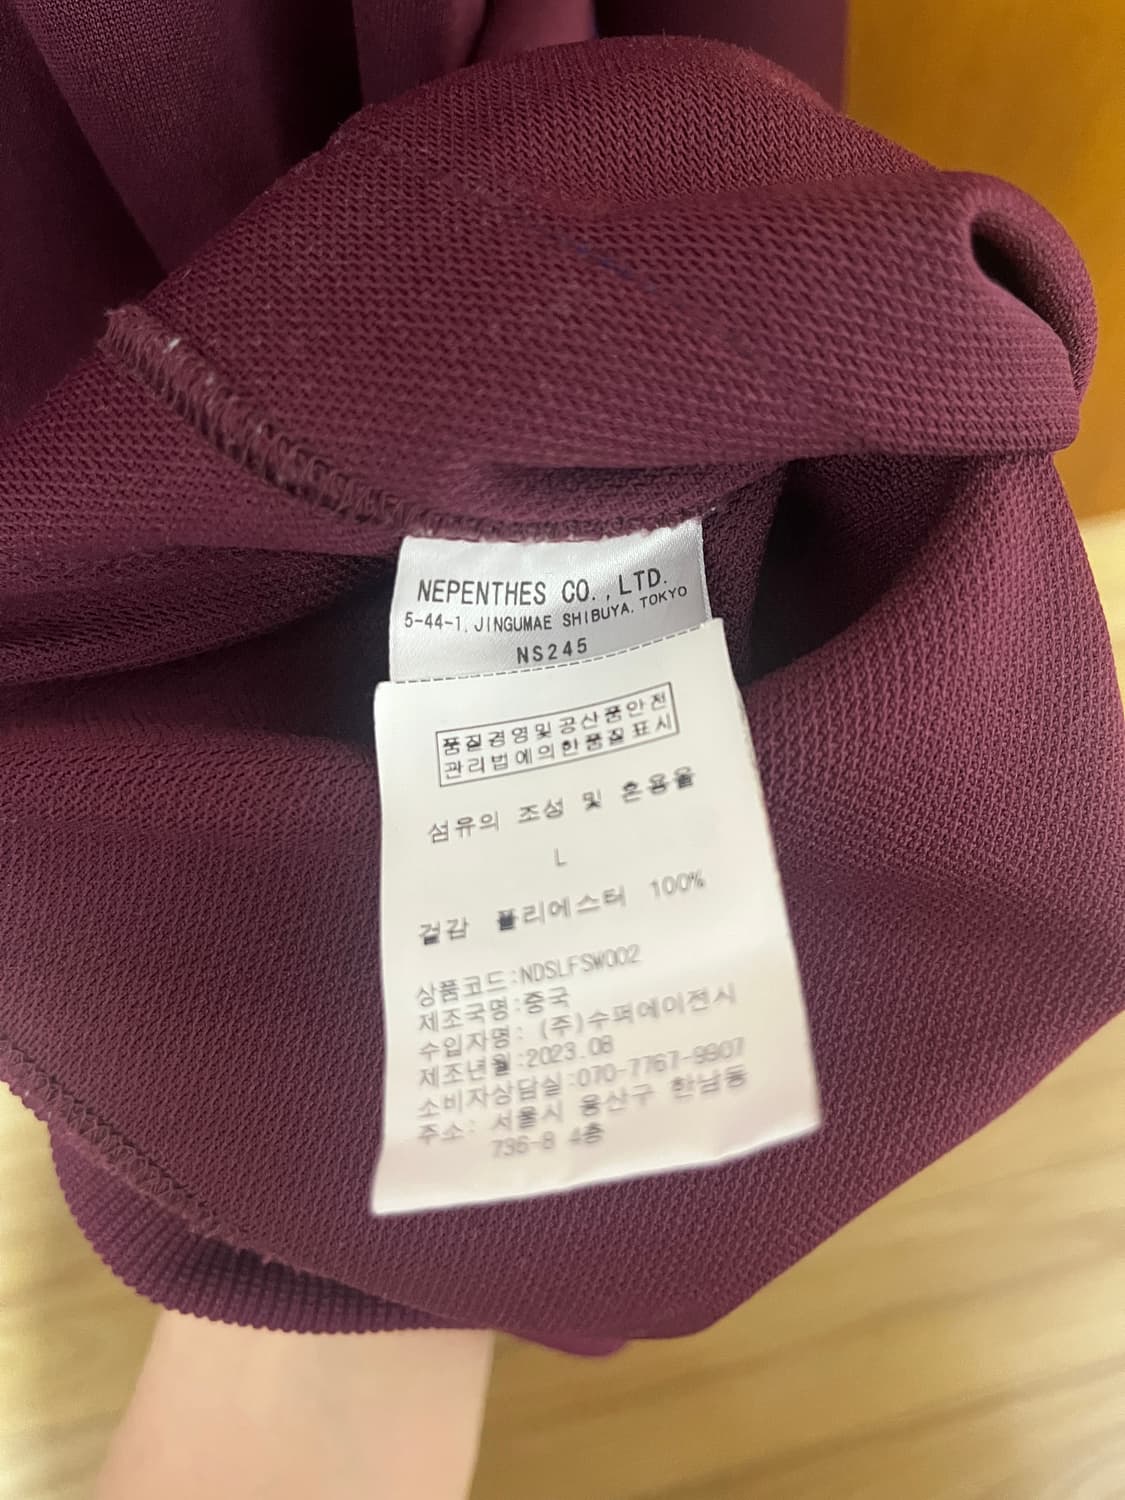 NEPENTHES CO., LTD.
5-44-1, JINGUMAE SHIBUYA, TOKYO
NS245
품질경영및공산품안전
관리법에의한품질표시
섬유의 조성 및 혼용율
L
겉감 폴리에스터 100%
상품코드:NDSLFSW002
제조국명:중국
수입자명: (주)수퍼에이전시
제조년월:2023.08
소비자상담실:070-7767-9907
주소: 서울시 용산구 한남동
736-8 4층